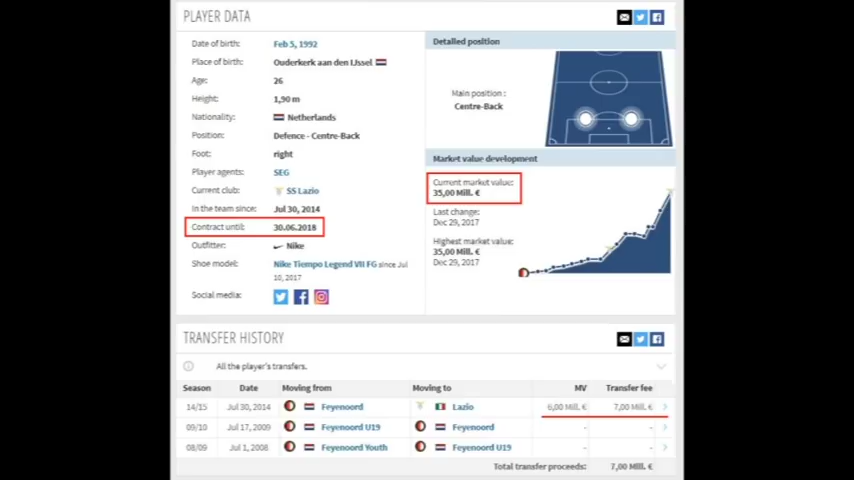 PLAYER DATA
Date of birth: Feb 5, 1992
Place of birth: Ouderkerk aan den IJssel
Age: 26
Height: 1,90 m
Nationality: Netherlands
Position: Defence - Centre-Back
Foot: right
Player agents: SEG
Current club: SS Lazio
In the team since: Jul 30, 2014
Contract until: 30.06.2018
Outfitter: Nike
Shoe model: Nike Tiempo Legend VII FG since Jul
10, 2017
Social media:
Detailed position
Main position :
Centre-Back
Market value development
Current market value:
35,00 Mill. €
Last change:
Dec 29, 2017
Highest market value:
35,00 Mill. €
Dec 29, 2017
TRANSFER HISTORY
All the player's transfers.
Season Date Moving from Moving to MV Transfer fee
14/15 Jul 30, 2014 Feyenoord Lazio 6,00 Mill. € 7,00 Mill. €
09/10 Jul 17, 2009 Feyenoord U19 Feyenoord - -
08/09 Jul 1, 2008 Feyenoord Youth Feyenoord U19 - -
Total transfer proceeds: 7,00 Mill. €